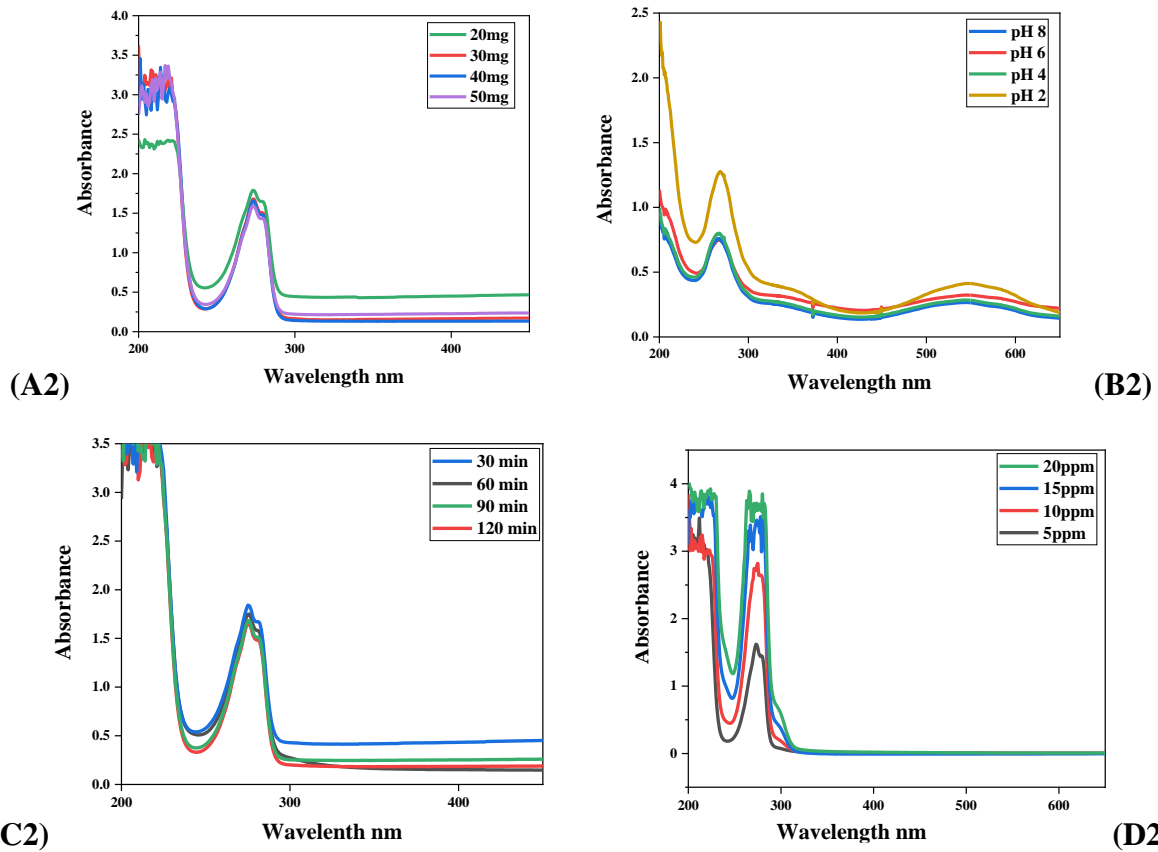 4.0
3.5
3.0
2.5
2.0
1.5
1.0
0.5
0.0
200
300
400
Absorbance
Wavelength nm
20mg
30mg
40mg
50mg
(A2)
2.5
2.0
1.5
1.0
0.5
0.0
200
300
400
500
600
Absorbance
Wavelength nm
pH 8
pH 6
pH 4
pH 2
(B2)
3.5
3.0
2.5
2.0
1.5
1.0
0.5
0.0
200
300
400
Absorbance
Wavelenth nm
30 min
60 min
90 min
120 min
C2)
4
3
2
1
0
200
300
400
500
600
Absorbance
Wavelength nm
20ppm
15ppm
10ppm
5ppm
(D2